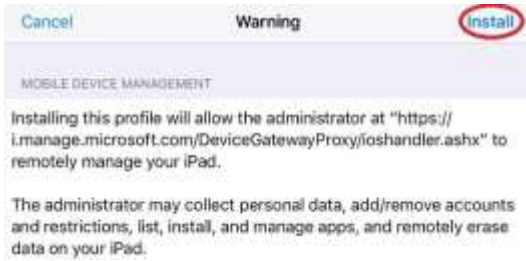 Cancel Warning Install
MOBILE DEVICE MANAGEMENT
Installing this profile will allow the administrator at "https://
i.manage.microsoft.com/DeviceGatewayProxy/ioshandler.ashx" to
remotely manage your iPad.
The administrator may collect personal data, add/remove accounts
and restrictions, list, install, and manage apps, and remotely erase
data on your iPad.